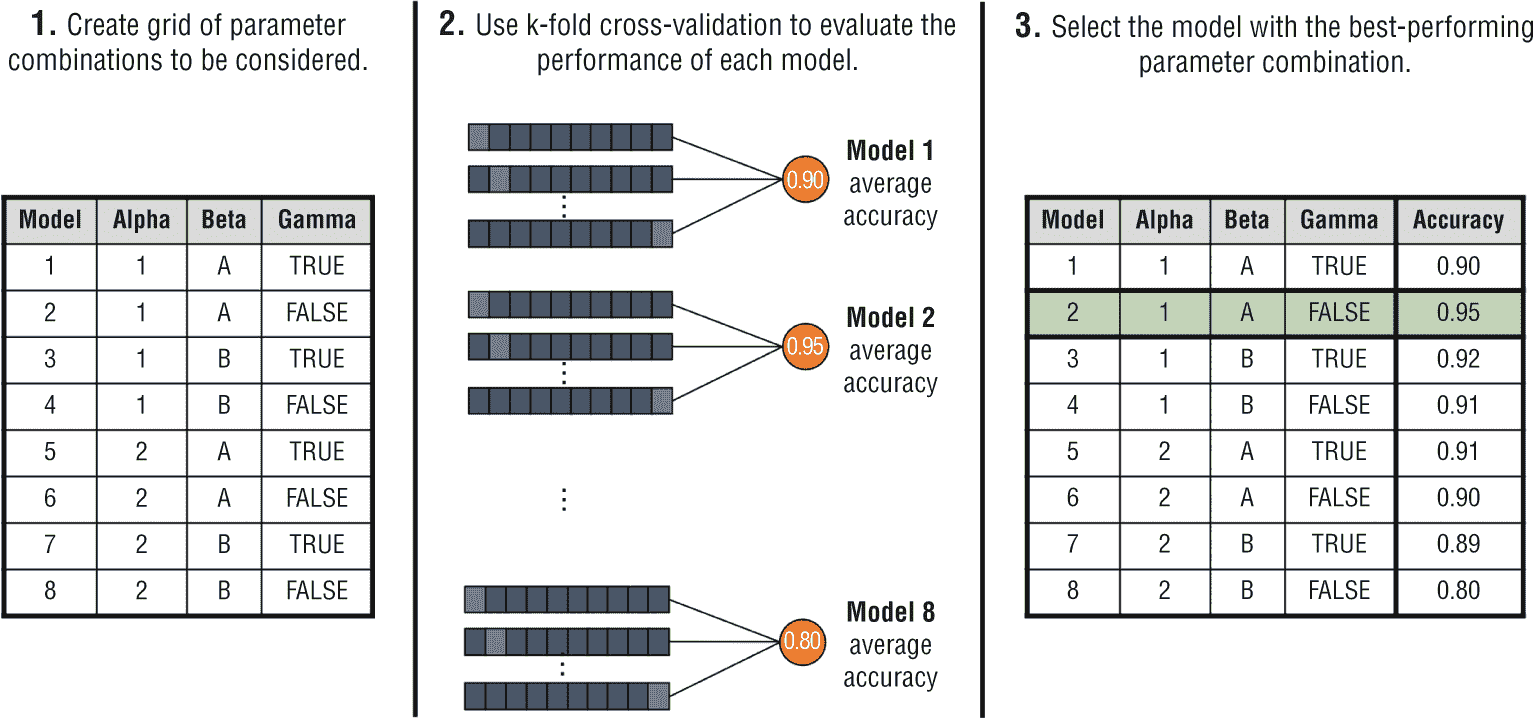 1. Create grid of parameter
combinations to be considered.
Model Alpha Beta Gamma
1 1 A TRUE
2 1 A FALSE
3 1 B TRUE
4 1 B FALSE
5 2 A TRUE
6 2 A FALSE
7 2 B TRUE
8 2 B FALSE
2. Use k-fold cross-validation to evaluate the
performance of each model.
0.90
Model 1
average
accuracy
0.95
Model 2
average
accuracy
0.80
Model 8
average
accuracy
3. Select the model with the best-performing
parameter combination.
Model Alpha Beta Gamma Accuracy
1 1 A TRUE 0.90
2 1 A FALSE 0.95
3 1 B TRUE 0.92
4 1 B FALSE 0.91
5 2 A TRUE 0.91
6 2 A FALSE 0.90
7 2 B TRUE 0.89
8 2 B FALSE 0.80